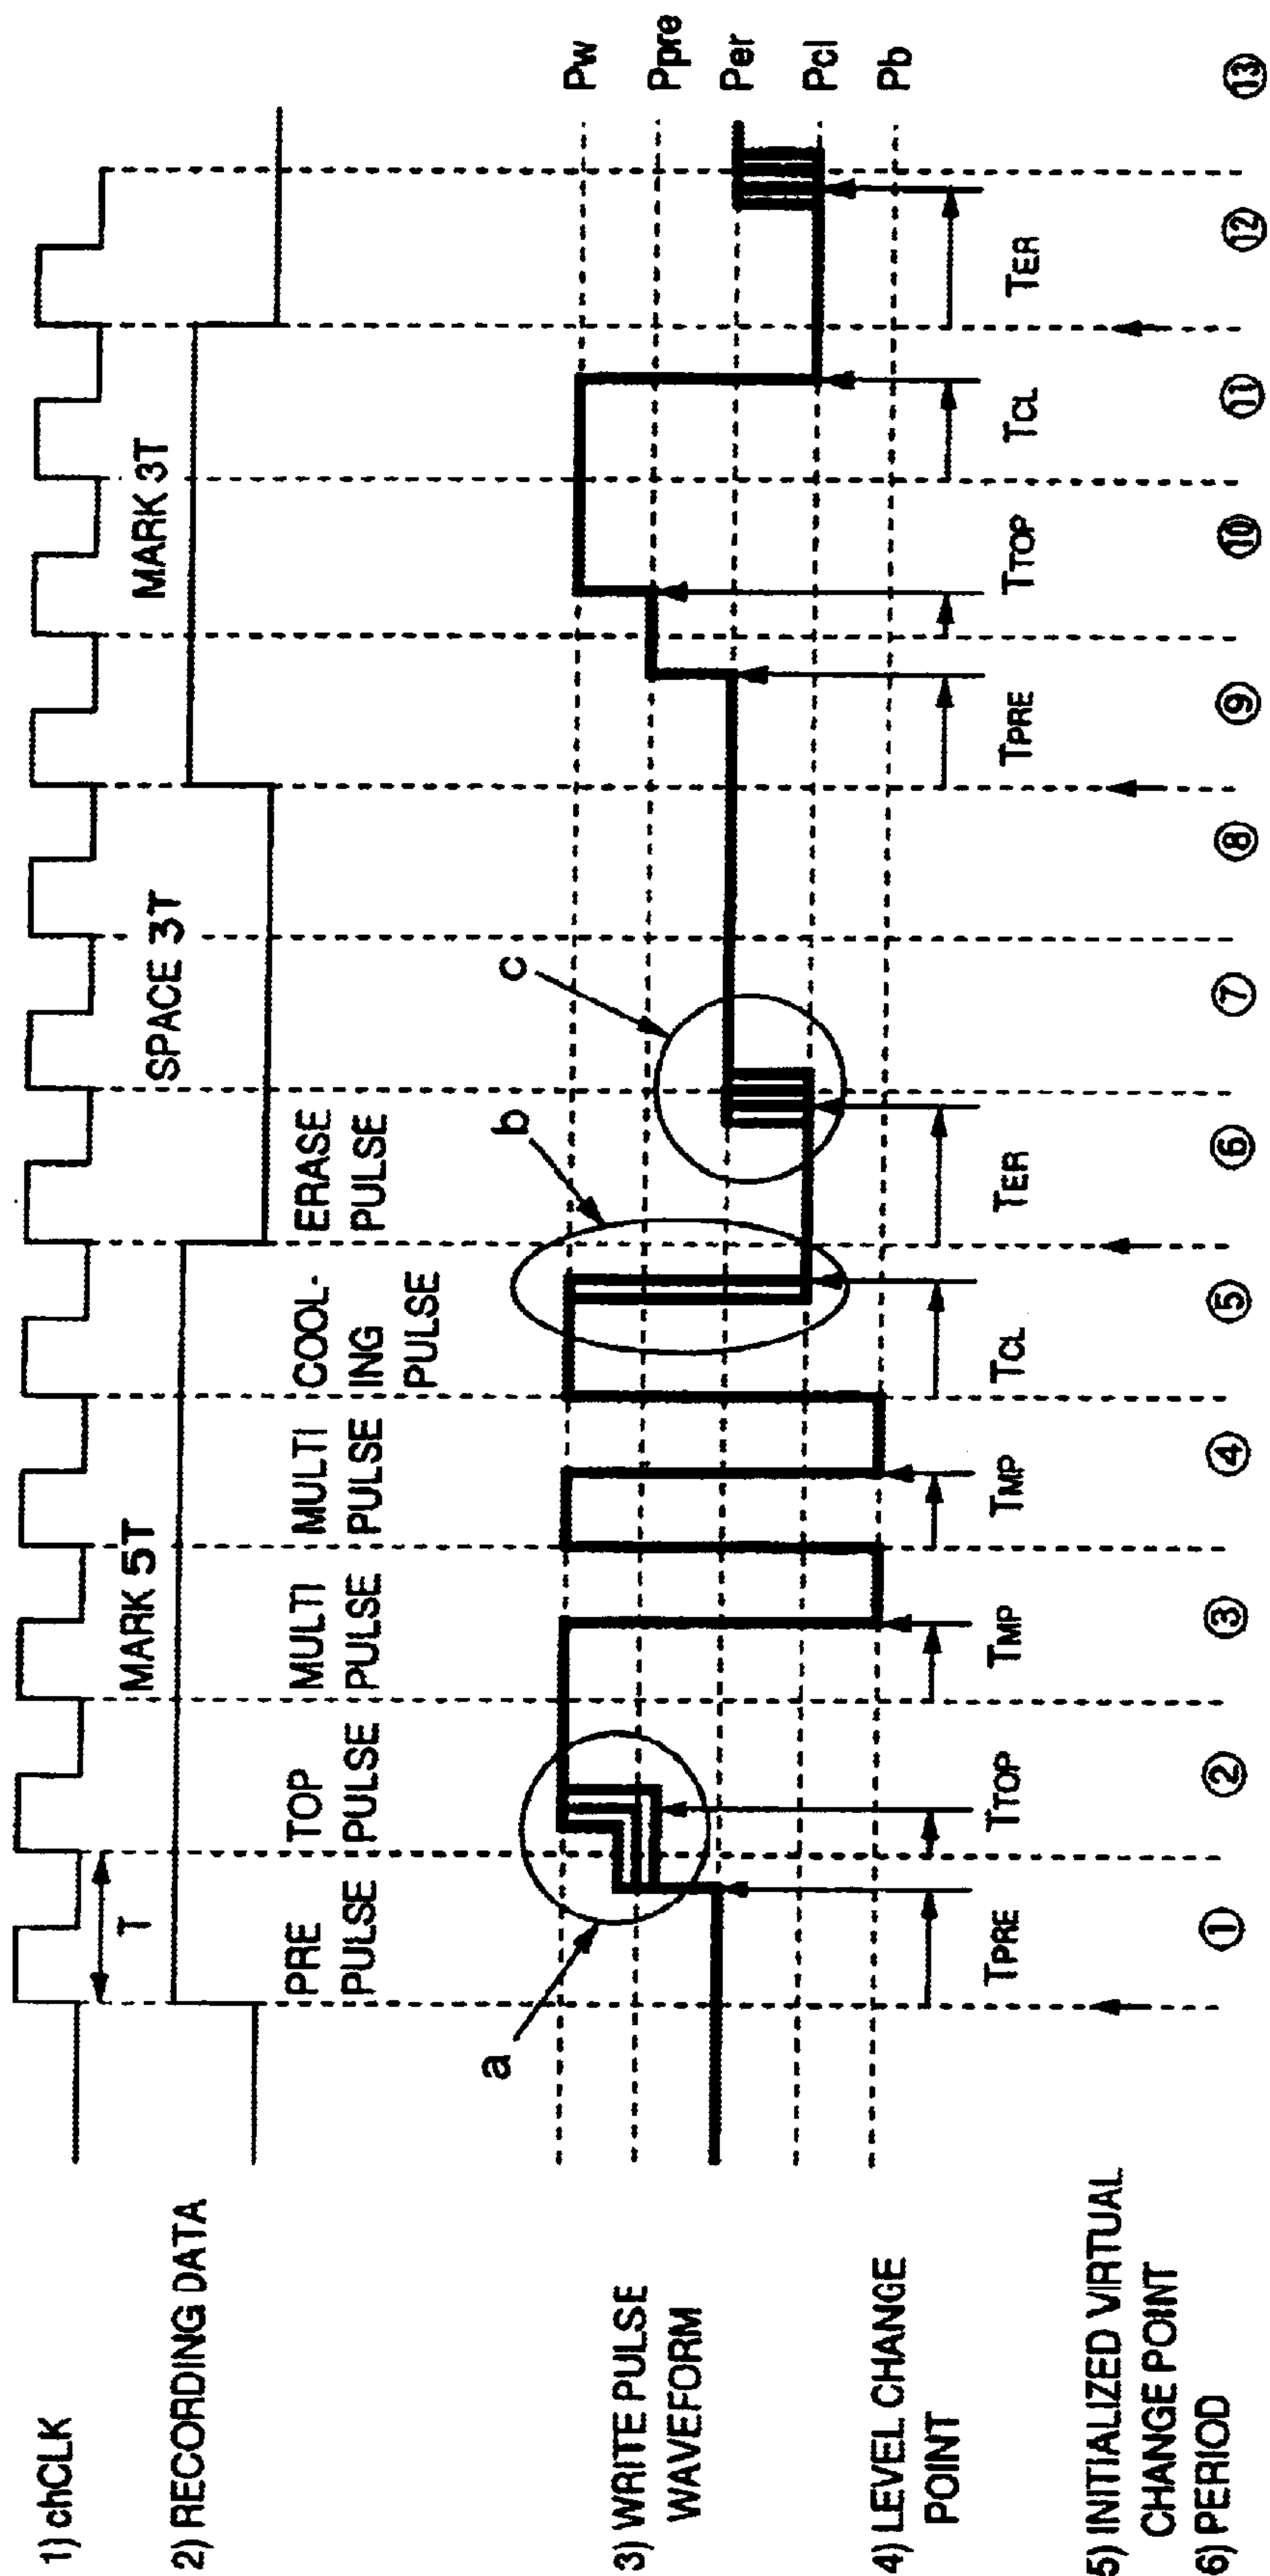 1) chCLK
T
2) RECORDING DATA
MARK 5T
SPACE 3T
MARK 3T
PRE
PULSE
TOP
PULSE
MULTI
PULSE
MULTI
PULSE
COOL-
ING
PULSE
ERASE
PULSE
a
b
c
3) WRITE PULSE
WAVEFORM
Pw
Ppre
Per
Pcl
Pb
4) LEVEL CHANGE
POINT
TPRE
TTOP
TMP
TMP
TCL
TER
TPRE
TTOP
TCL
TER
5) INITIALIZED VIRTUAL
CHANGE POINT
6) PERIOD
① ② ③ ④ ⑤ ⑥ ⑦ ⑧ ⑨ ⑩ ⑪ ⑫ ⑬